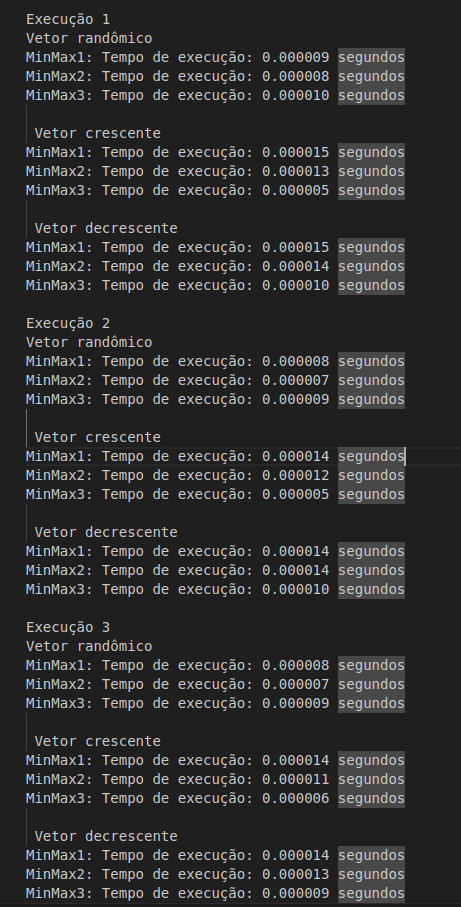 Execução 1
Vetor randômico
MinMax1: Tempo de execução: 0.000009 segundos
MinMax2: Tempo de execução: 0.000008 segundos
MinMax3: Tempo de execução: 0.000010 segundos
Vetor crescente
MinMax1: Tempo de execução: 0.000015 segundos
MinMax2: Tempo de execução: 0.000013 segundos
MinMax3: Tempo de execução: 0.000005 segundos
Vetor decrescente
MinMax1: Tempo de execução: 0.000015 segundos
MinMax2: Tempo de execução: 0.000014 segundos
MinMax3: Tempo de execução: 0.000010 segundos
Execução 2
Vetor randômico
MinMax1: Tempo de execução: 0.000008 segundos
MinMax2: Tempo de execução: 0.000007 segundos
MinMax3: Tempo de execução: 0.000009 segundos
Vetor crescente
MinMax1: Tempo de execução: 0.000014 segundos
MinMax2: Tempo de execução: 0.000012 segundos
MinMax3: Tempo de execução: 0.000005 segundos
Vetor decrescente
MinMax1: Tempo de execução: 0.000014 segundos
MinMax2: Tempo de execução: 0.000014 segundos
MinMax3: Tempo de execução: 0.000010 segundos
Execução 3
Vetor randômico
MinMax1: Tempo de execução: 0.000008 segundos
MinMax2: Tempo de execução: 0.000007 segundos
MinMax3: Tempo de execução: 0.000009 segundos
Vetor crescente
MinMax1: Tempo de execução: 0.000014 segundos
MinMax2: Tempo de execução: 0.000011 segundos
MinMax3: Tempo de execução: 0.000006 segundos
Vetor decrescente
MinMax1: Tempo de execução: 0.000014 segundos
MinMax2: Tempo de execução: 0.000013 segundos
MinMax3: Tempo de execução: 0.000009 segundos